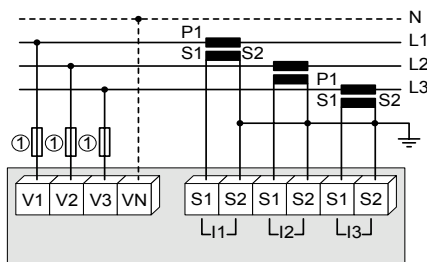 N
P1 L1
S1 S2
L2
P1
L3
S1 S2
① ① ①
V1 V2 V3 VN S1 S2 S1 S2 S1 S2
I1 I2 I3